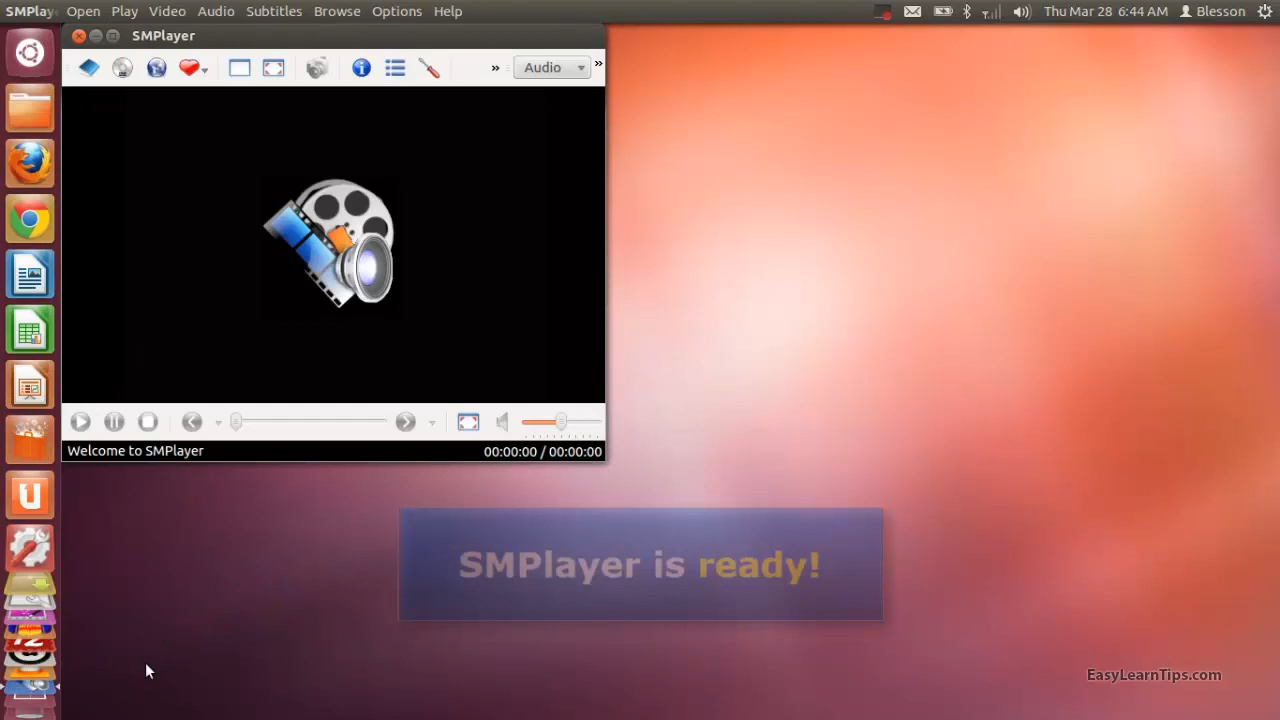 SMPlay Open Play Video Audio Subtitles Browse Options Help Thu Mar 28 6:44 AM Blesson
SMPlayer
» Audio »
Welcome to SMPlayer 00:00:00 / 00:00:00
SMPlayer is ready!
EasyLearnTips.com